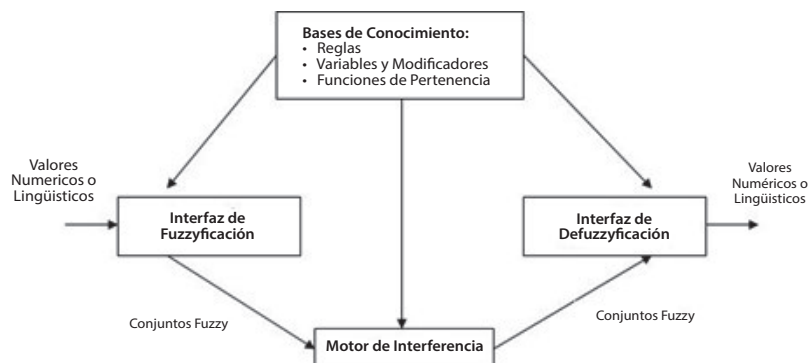 Bases de Conocimiento:
• Reglas
• Variables y Modificadores
• Funciones de Pertenencia
Valores
Numericos o
Lingüisticos
Interfaz de
Fuzzyficación
Interfaz de
Defuzzyficación
Valores
Numéricos o
Lingüisticos
Conjuntos Fuzzy
Motor de Interferencia
Conjuntos Fuzzy